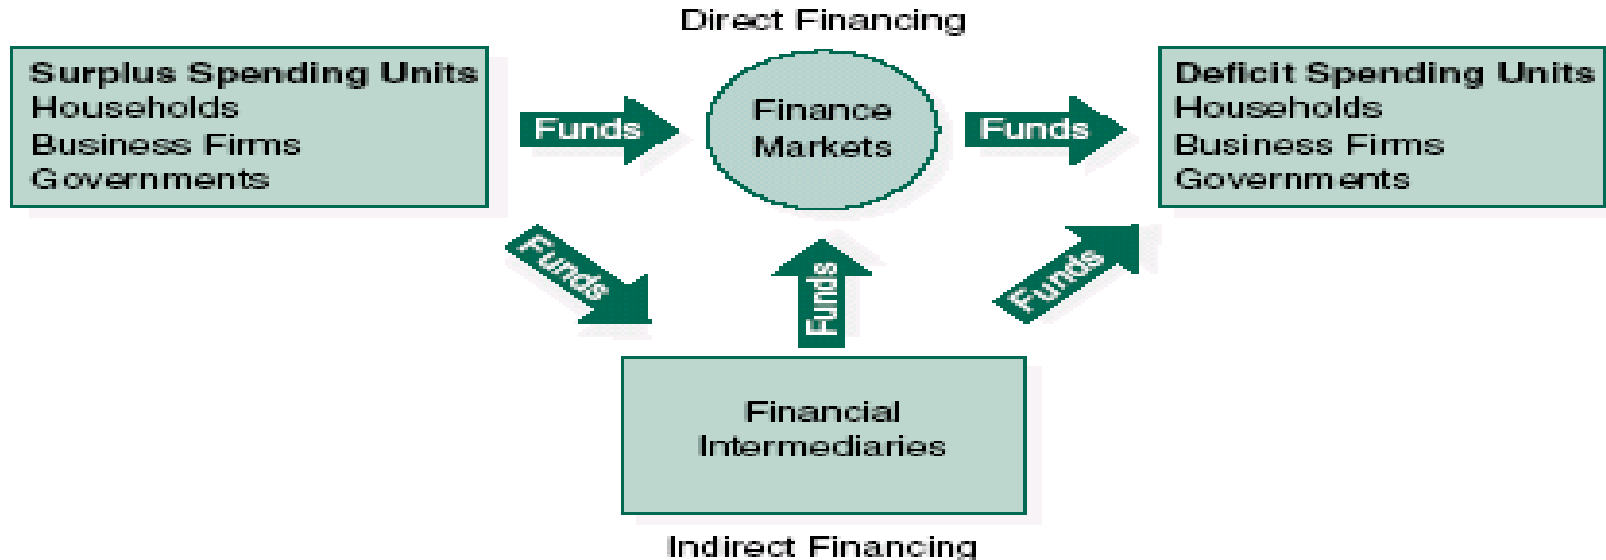 Direct Financing
Surplus Spending Units
Households
Business Firms
Governments
Funds
Finance
Markets
Funds
Deficit Spending Units
Households
Business Firms
Governments
Funds
Funds
Funds
Financial
Intermediaries
Indirect Financing